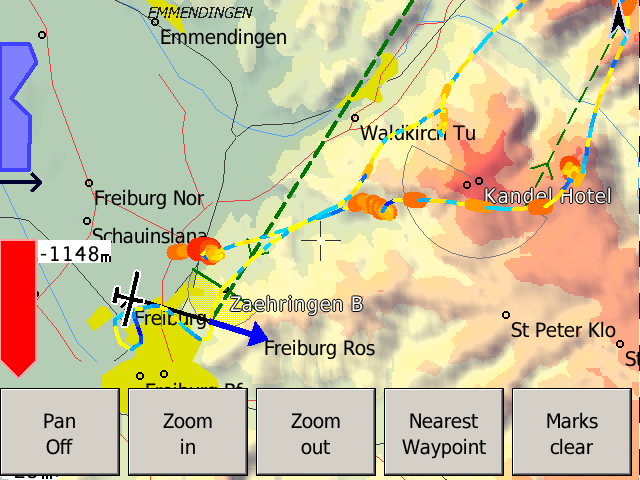 EMMENDINGEN
Emmendingen
Waldkirch Tu
Freiburg Nor
Kandel Hotel
Schauinslana
-1148m
Zaehringen B
Freiburg
St Peter Klo
Freiburg Ros
St
Freiburg Bf
Pan
Off
Zoom
in
Zoom
out
Nearest
Waypoint
Marks
clear